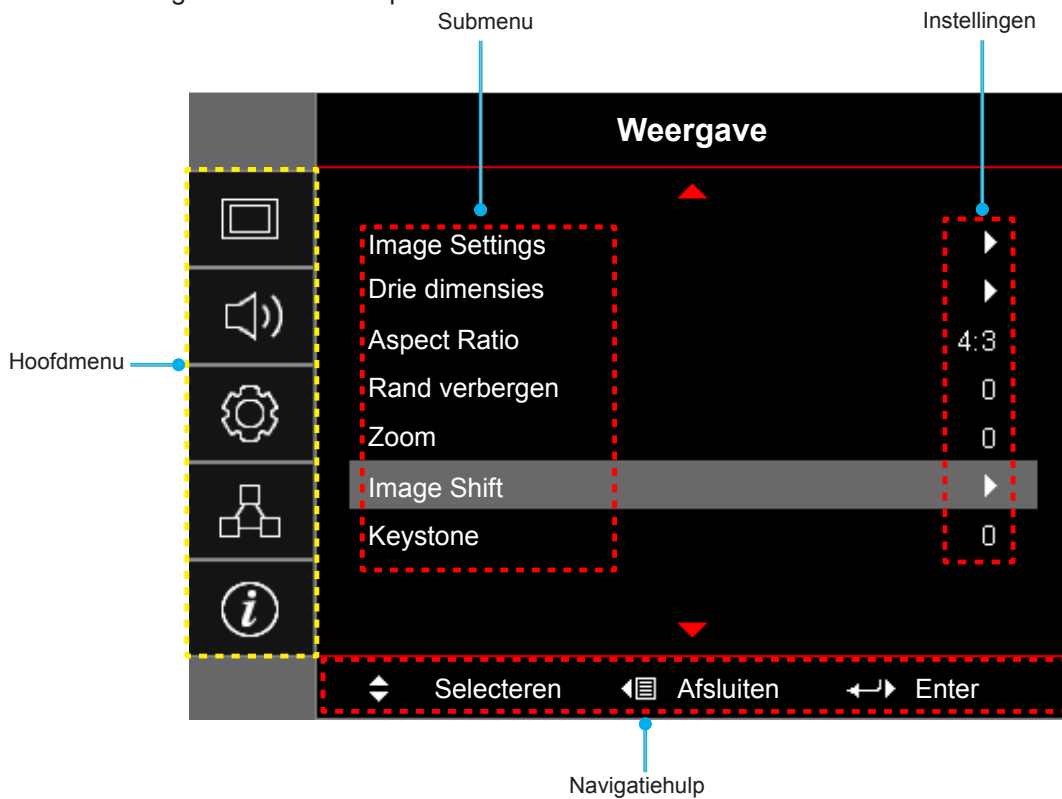 Submenu
Instellingen
Weergave
Image Settings
Drie dimensies
Aspect Ratio 4:3
Rand verbergen 0
Zoom 0
Image Shift
Keystone 0
Hoofdmenu
i
Selecteren Afsluiten Enter
Navigatiehulp